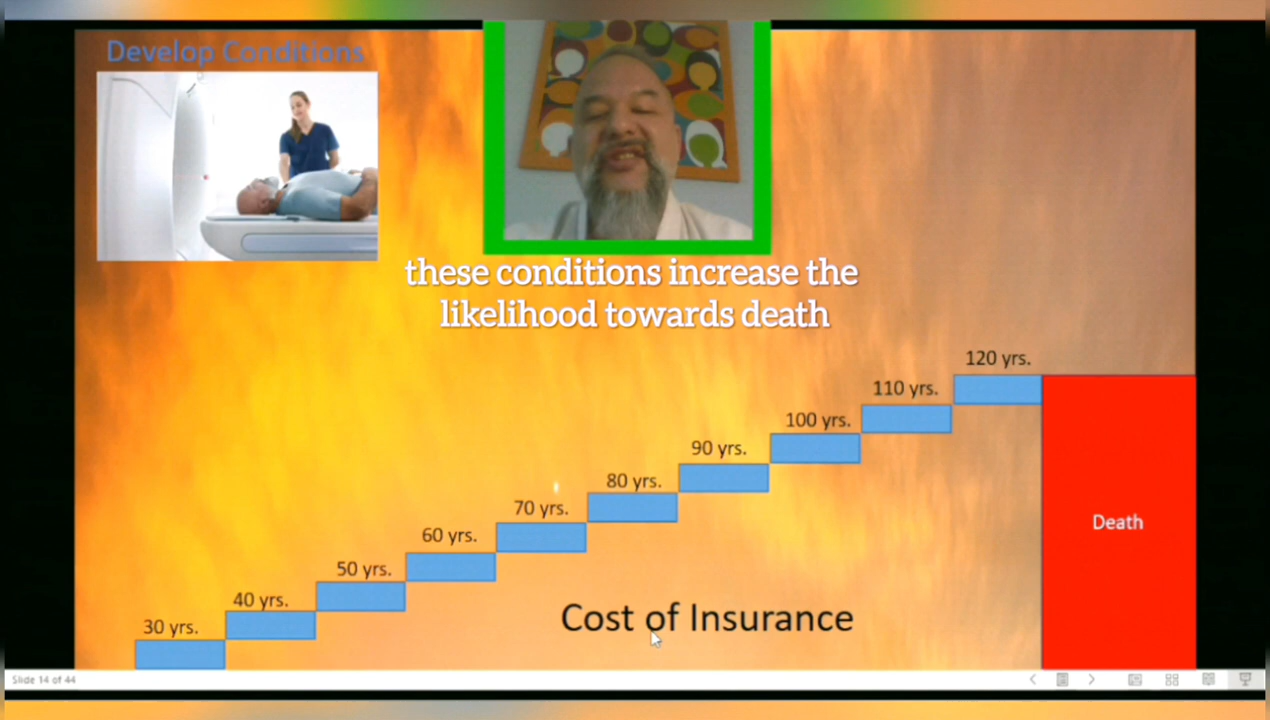 Develop Conditions
these conditions increase the
likelihood towards death
120 yrs.
110 yrs.
100 yrs.
90 yrs.
80 yrs.
70 yrs.
60 yrs.
50 yrs.
40 yrs.
30 yrs.
Death
Cost of Insurance
Slide 14 of 44